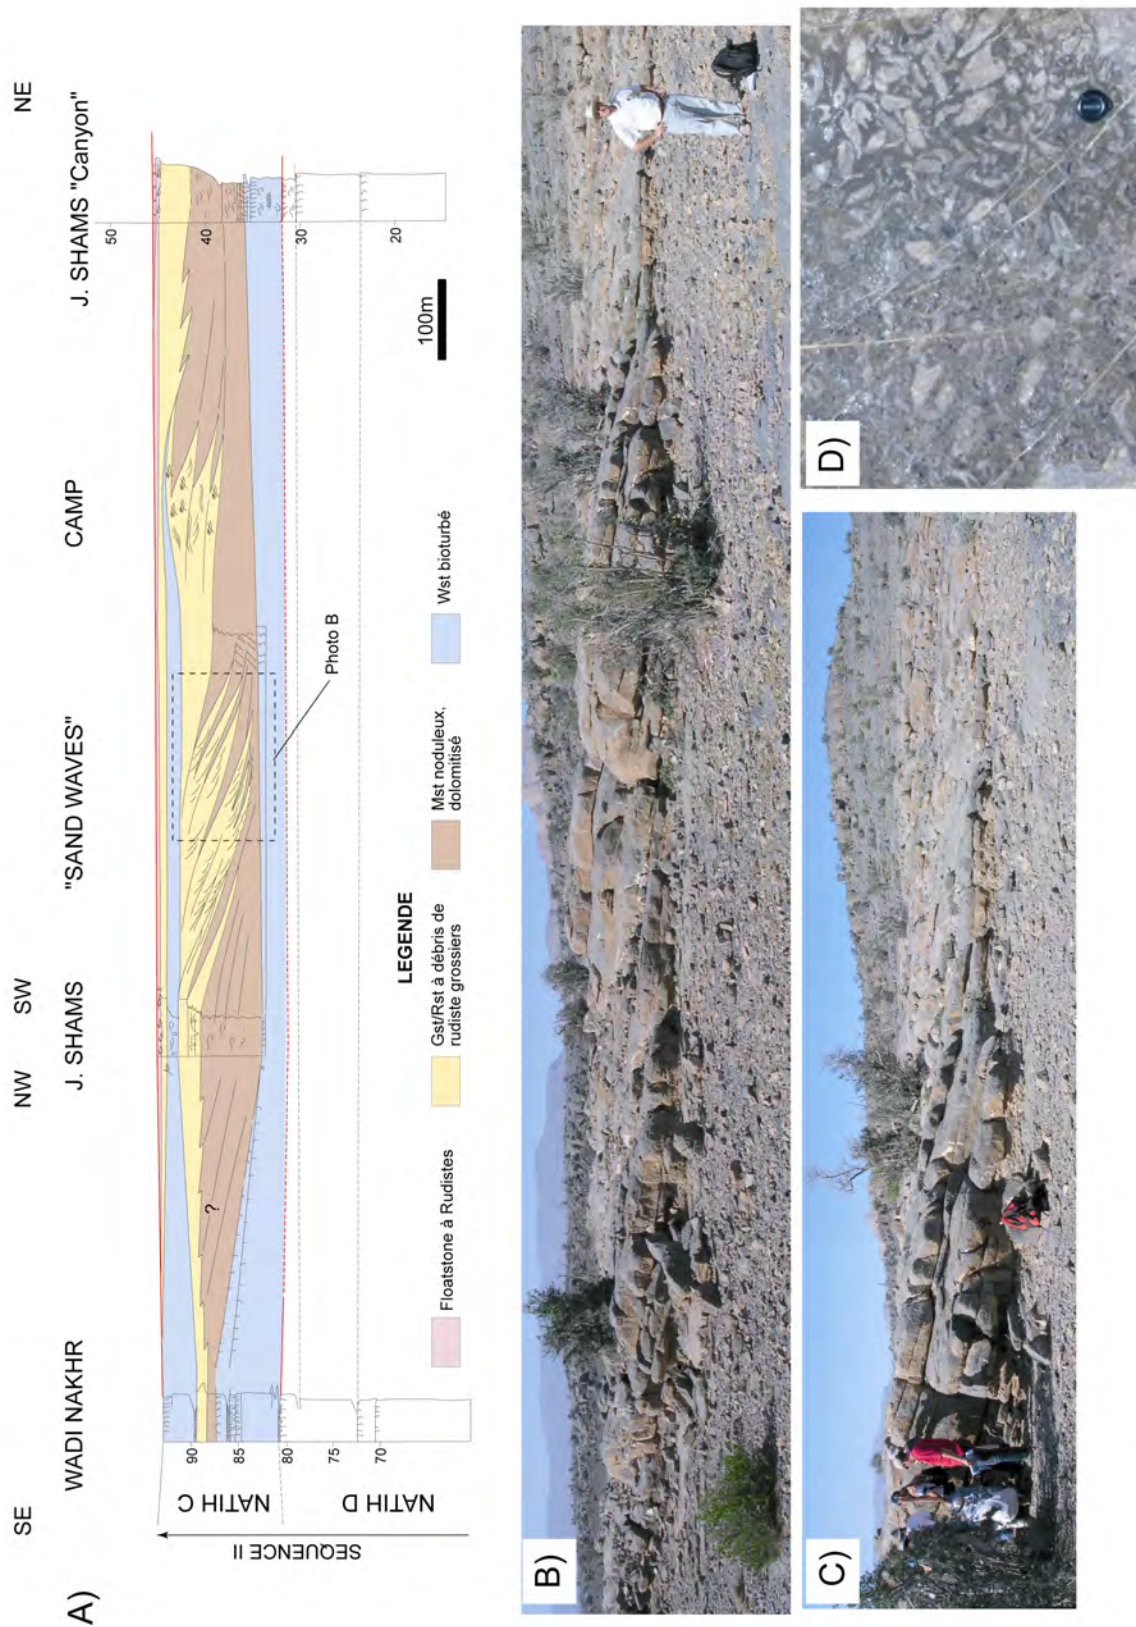 A)
SE
NW
SW
NE
WADI NAKHR
J. SHAMS
"SAND WAVES"
CAMP
J. SHAMS "Canyon"
SEQUENCE II
NATIH C
NATIH D
90
85
80
75
70
?
50
40
30
20
Photo B
100m
LEGENDE
Floatstone à Rudistes
Gst/Rst à débris de
rudiste grossiers
Mst noduleux,
dolomitisé
Wst bioturbé
B)
C)
D)